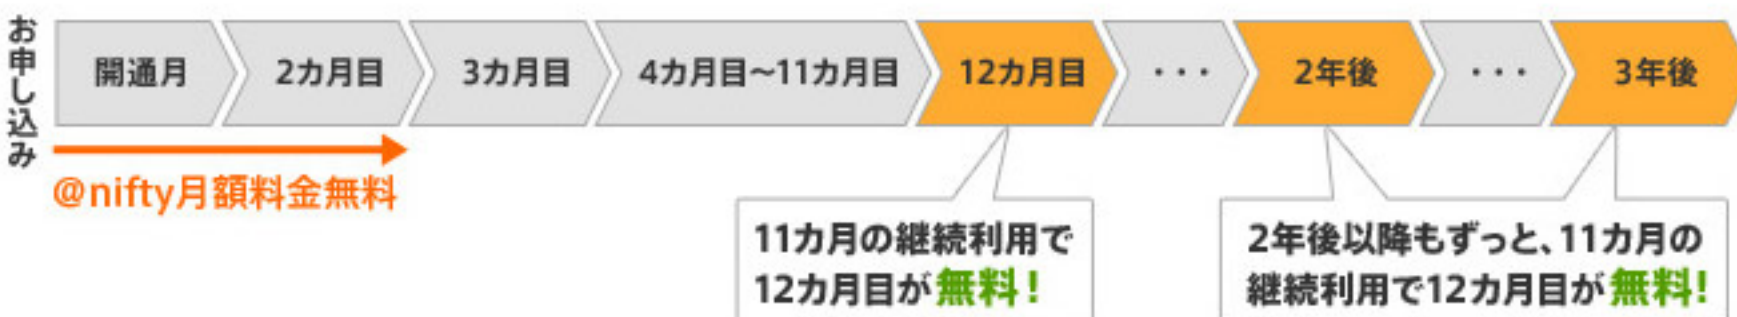 お申し込み
開通月
2カ月目
3カ月目
4カ月目〜11カ月目
12カ月目
・・・
2年後
・・・
3年後
@nifty月額料金無料
11カ月の継続利用で
12カ月目が無料!
2年後以降もずっと、11カ月の
継続利用で12カ月目が無料!